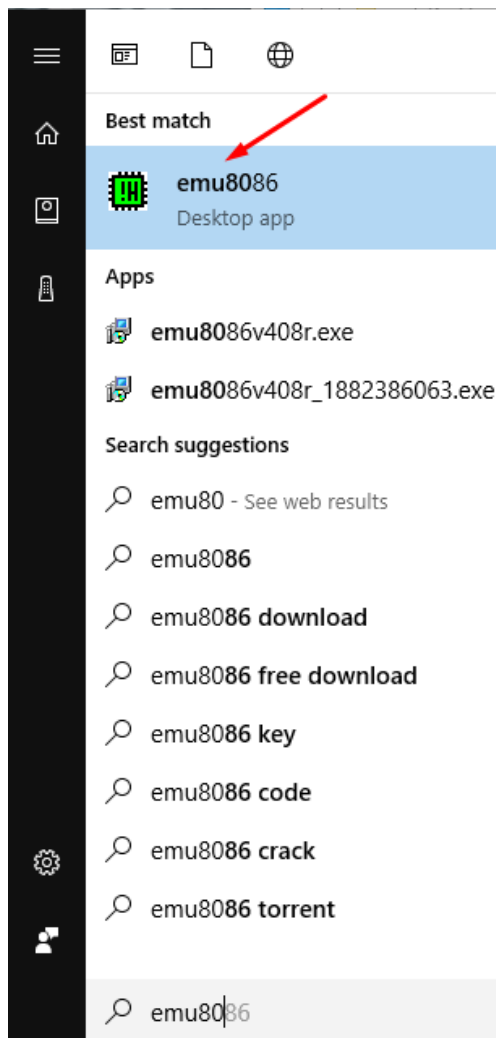 Best match
emu8086
Desktop app
Apps
emu8086v408r.exe
emu8086v408r_1882386063.exe
Search suggestions
emu80 - See web results
emu8086
emu8086 download
emu8086 free download
emu8086 key
emu8086 code
emu8086 crack
emu8086 torrent
emu8086